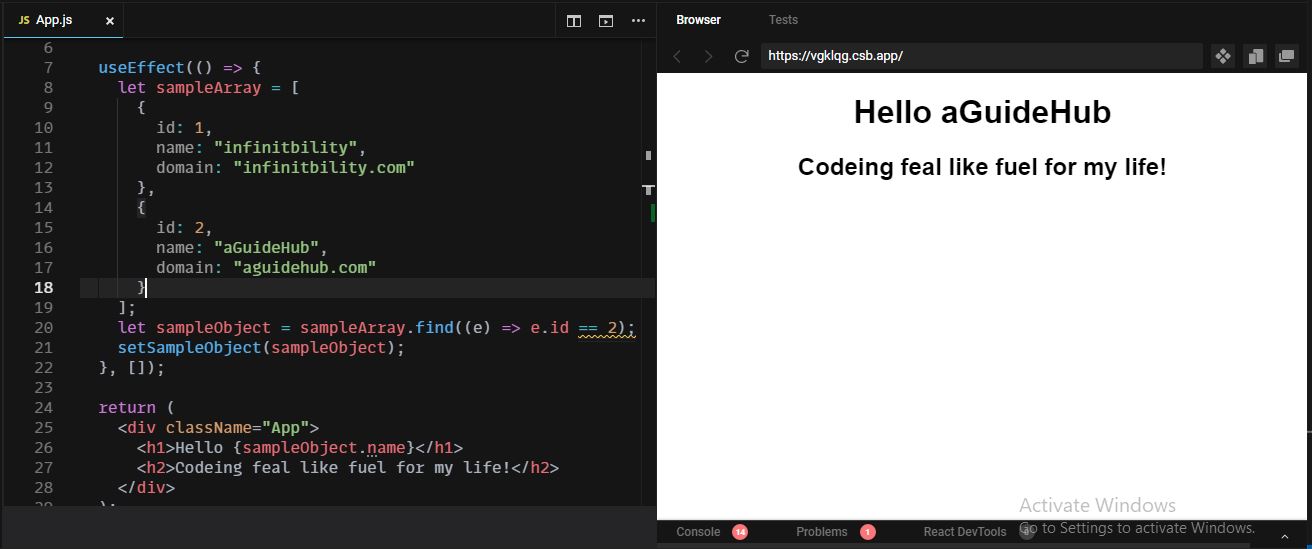 JS App.js ×
6
7 useEffect(() => {
8 let sampleArray = [
9 {
10 id: 1,
11 name: "infinitbility",
12 domain: "infinitbility.com"
13 },
14 {
15 id: 2,
16 name: "aGuideHub",
17 domain: "aguidehub.com"
18 }
19 ];
20 let sampleObject = sampleArray.find((e) => e.id == 2);
21 setSampleObject(sampleObject);
22 }, []);
23
24 return (
25 <div className="App">
26 <h1>Hello {sampleObject.name}</h1>
27 <h2>Codeing feal like fuel for my life!</h2>
28 </div>
29 );
Browser Tests
https://vgklqg.csb.app/
Hello aGuideHub
Codeing feal like fuel for my life!
Activate Windows
Go to Settings to activate Windows.
Console 14 Problems 1 React DevTools 0